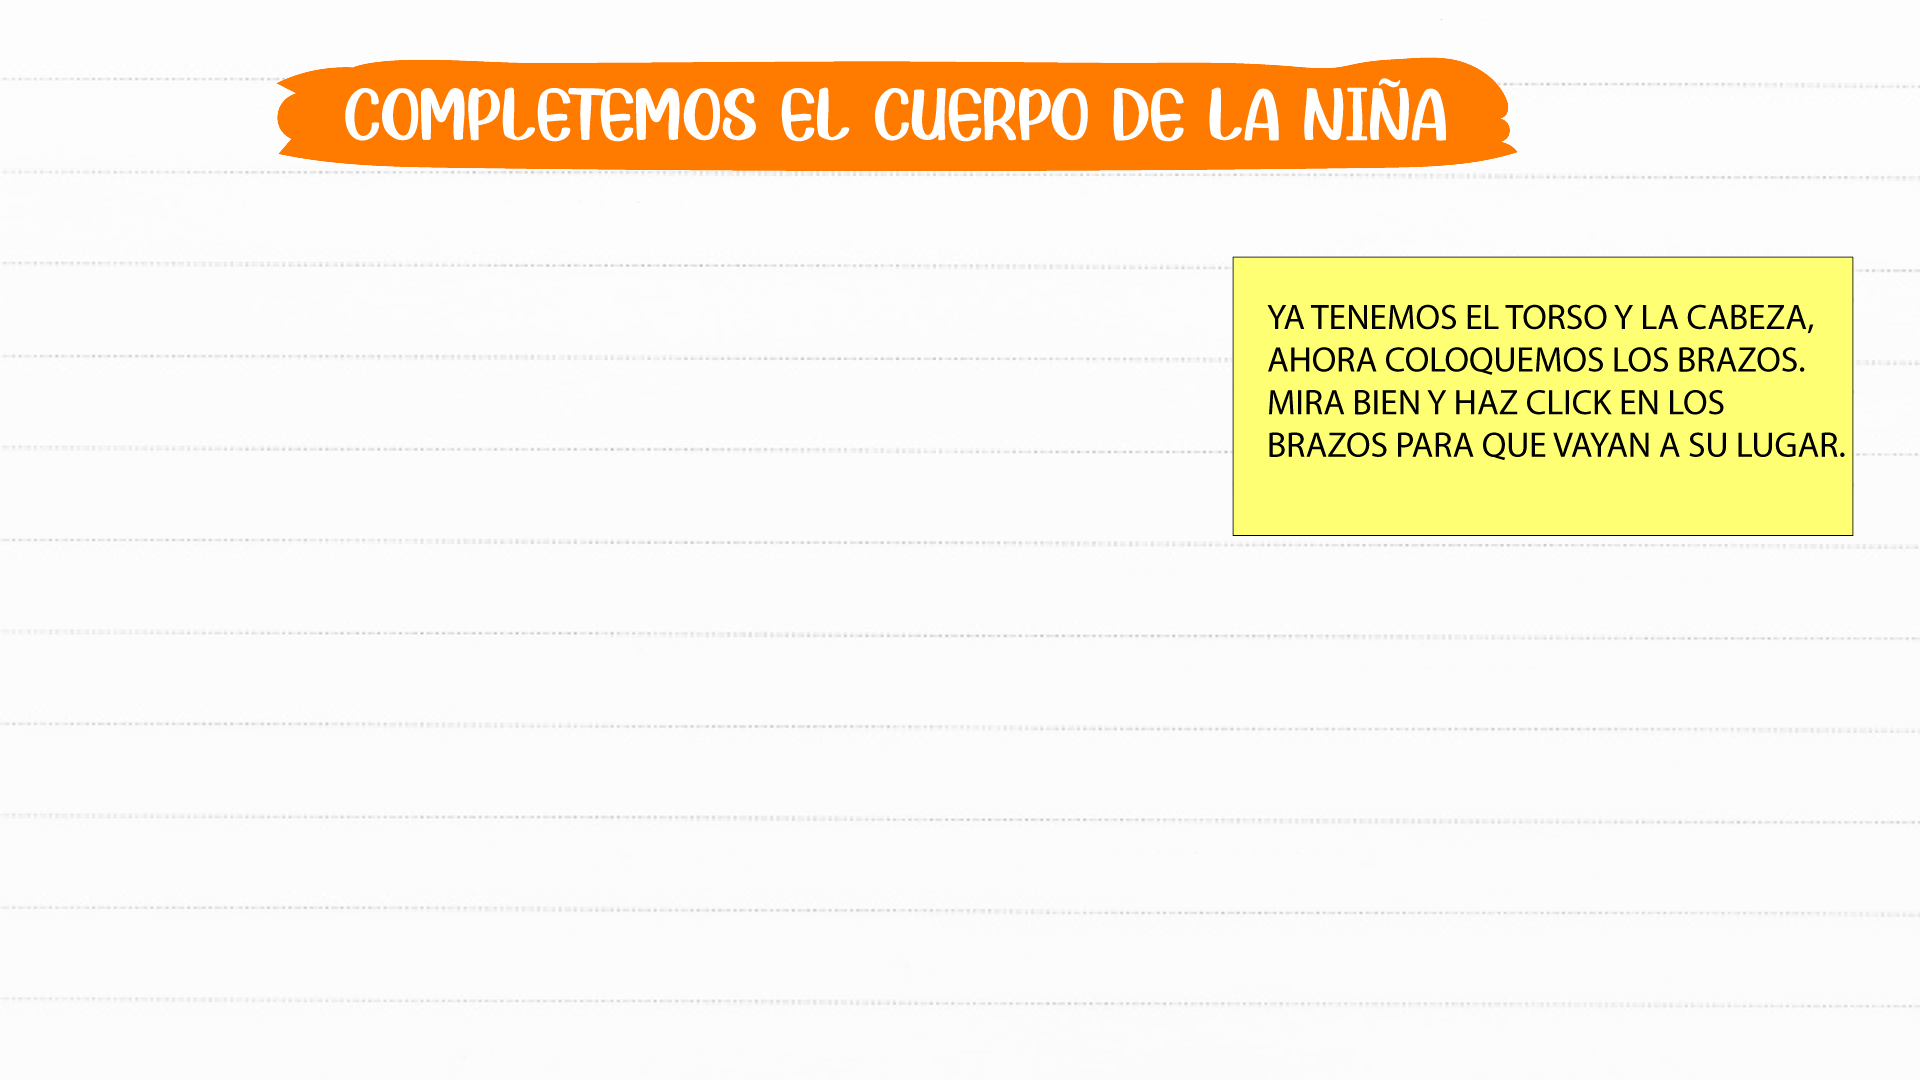 COMPLETEMOS EL CUERPO DE LA NIÑA
YA TENEMOS EL TORSO Y LA CABEZA,
AHORA COLOQUEMOS LOS BRAZOS.
MIRA BIEN Y HAZ CLICK EN LOS
BRAZOS PARA QUE VAYAN A SU LUGAR.